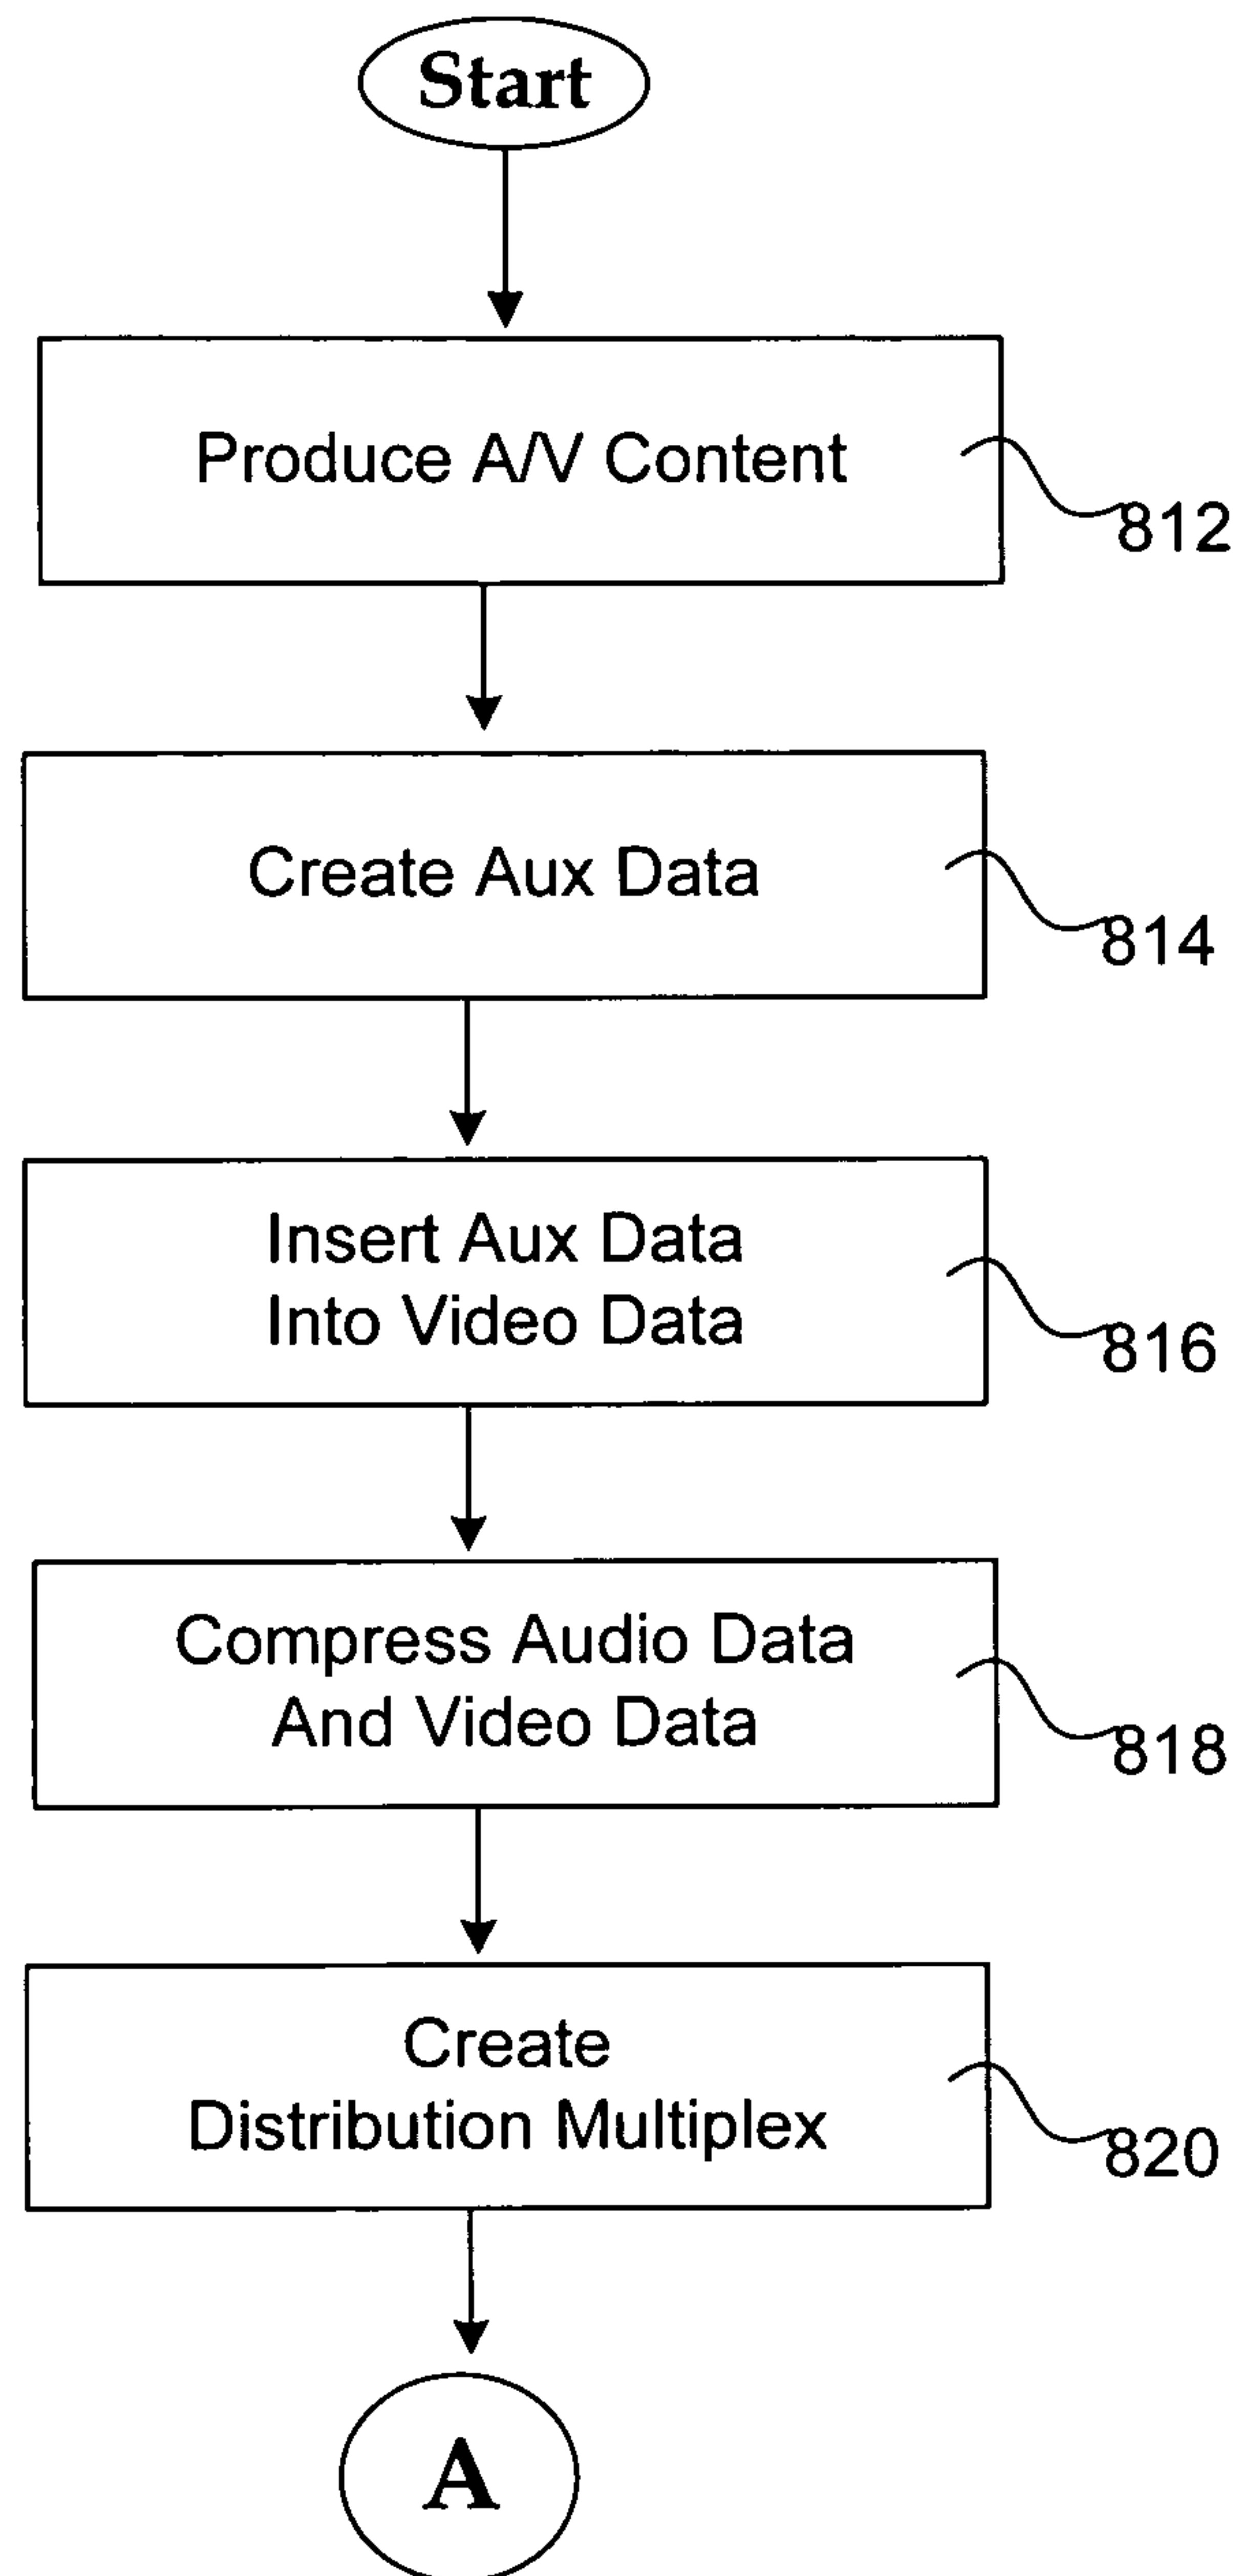 Start
Produce A/V Content
812
Create Aux Data
814
Insert Aux Data
Into Video Data
816
Compress Audio Data
And Video Data
818
Create
Distribution Multiplex
820
A